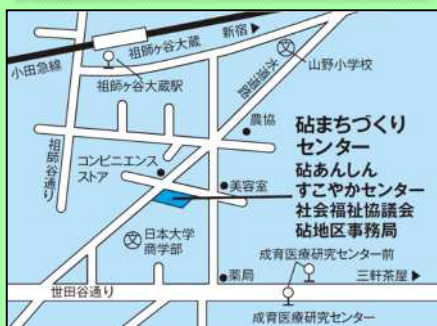 祖師ヶ谷大蔵
新宿▶
小田急線
祖師ヶ谷大蔵駅
文
山野小学校
水道道路
農協
祖師谷通り
コンビニエンス
ストア
美容室
砧まちづくり
センター
砧あんしん
すこやかセンター
社会福祉協議会
砧地区事務局
文
日本大学
商学部
成育医療研究センター前
薬局
三軒茶屋▶
世田谷通り
成育医療研究センター